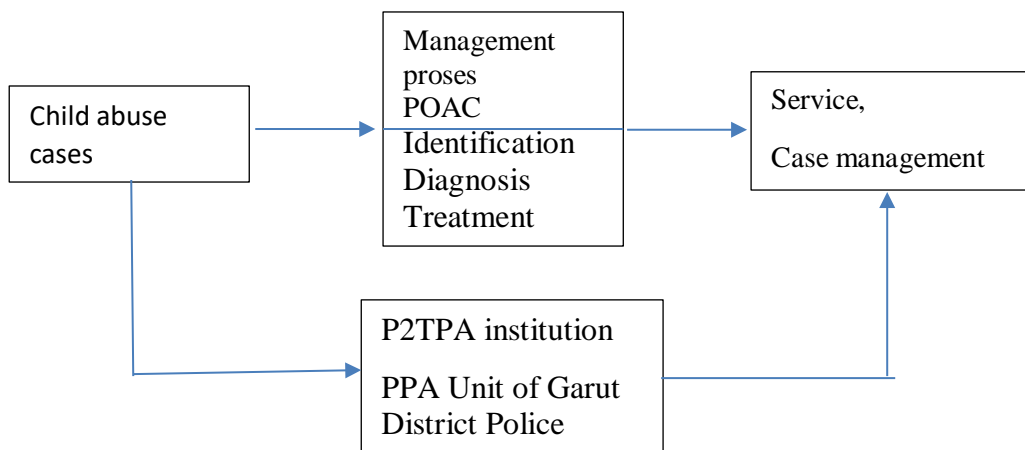 Child abuse
cases
Management
proses
POAC
Identification
Diagnosis
Treatment
Service,
Case management
P2TPA institution
PPA Unit of Garut
District Police